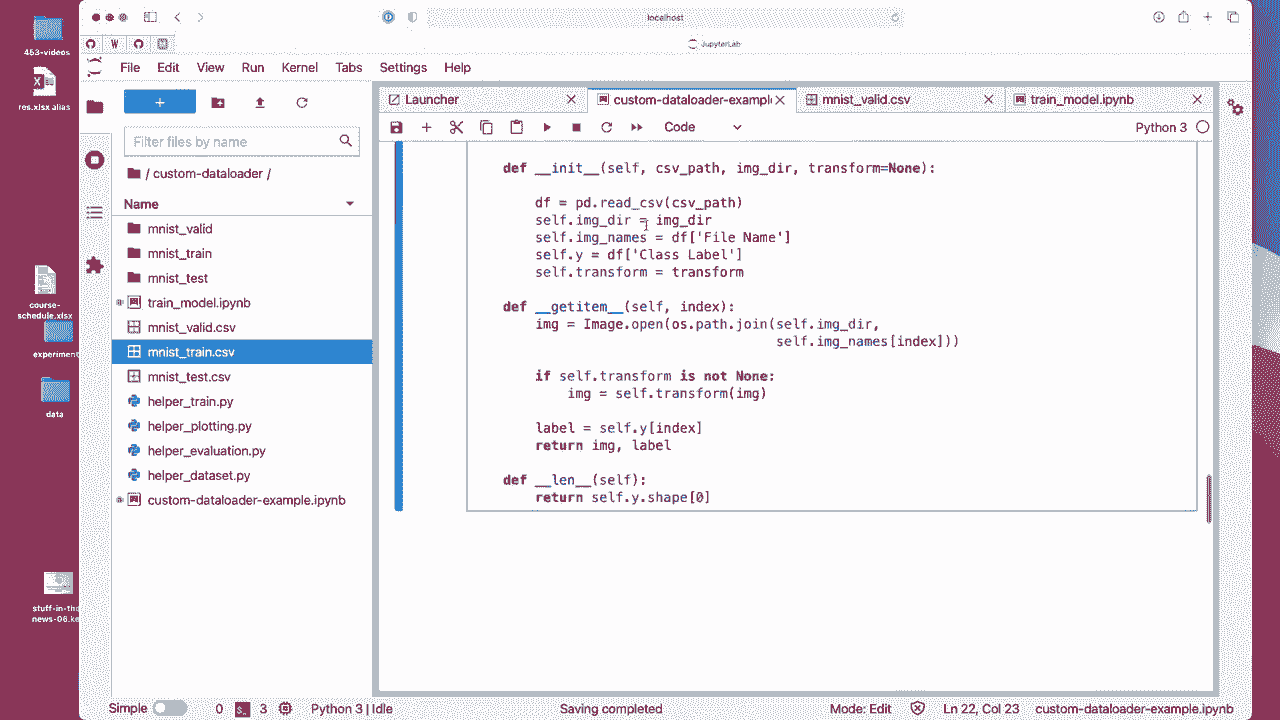 localhost
453-videos
W
JupyterLab
File Edit View Run Kernel Tabs Settings Help
res.xlsx alias
Launcher
custom-dataloader-exampl
mnist_valid.csv
train_model.ipynb
Code
Python 3
Filter files by name
/ custom-dataloader /
Name
mnist_valid
mnist_train
mnist_test
train_model.ipynb
mnist_valid.csv
mnist_train.csv
mnist_test.csv
helper_train.py
helper_plotting.py
helper_evaluation.py
helper_dataset.py
custom-dataloader-example.ipynb
course-
schedule.xlsx
experiment
data
stuff-in-the
news-06.ke
def __init__(self, csv_path, img_dir, transform=None):
df = pd.read_csv(csv_path)
self.img_dir = img_dir
self.img_names = df['File Name']
self.y = df['Class Label']
self.transform = transform
def __getitem__(self, index):
img = Image.open(os.path.join(self.img_dir,
self.img_names[index]))
if self.transform is not None:
img = self.transform(img)
label = self.y[index]
return img, label
def __len__(self):
return self.y.shape[0]
Simple 0 3 Python 3 | Idle Saving completed Mode: Edit Ln 22, Col 23 custom-dataloader-example.ipynb